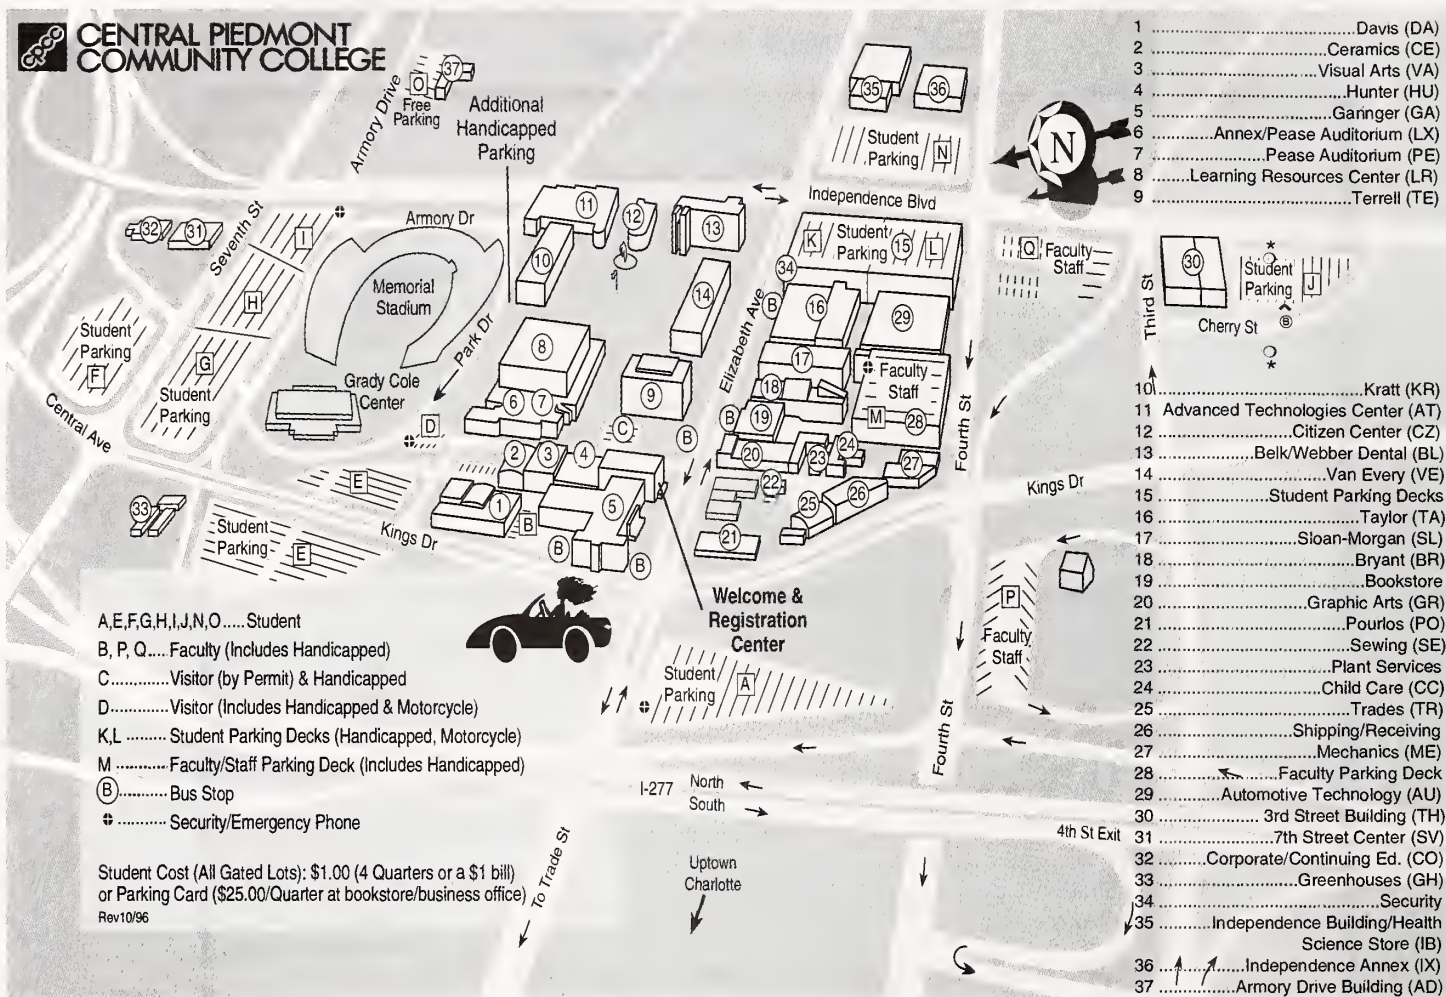 cpcc
CENTRAL PIEDMONT
COMMUNITY COLLEGE
Armory Drive
O
37
Free
Parking
Additional
Handicapped
Parking
35
36
Student
Parking
N
N
Independence Blvd
Seventh St
32
31
I
Armory Dr
11
12
13
10
K
Student
Parking
15
L
Q
Faculty
Staff
30
Student
Parking
J
Third St
Cherry St
B
H
Memorial
Stadium
14
34
B
16
29
Student
Parking
F
G
Park Dr
8
Elizabeth Ave
17
Faculty
Staff
Student
Parking
Grady Cole
Center
9
18
M
28
Fourth St
Central Ave
6
7
D
C
B
19
B
20
23
24
27
2
3
4
E
1
5
B
22
25
26
Kings Dr
33
Student
Parking
E
Kings Dr
B
B
21
P
Faculty
Staff
Welcome &
Registration
Center
Student
Parking
A
Fourth St
I-277
North
South
4th St Exit
To Trade St
Uptown
Charlotte
A,E,F,G,H,I,J,N,O.....Student
B, P, Q.... Faculty (Includes Handicapped)
C............Visitor (by Permit) & Handicapped
D............Visitor (Includes Handicapped & Motorcycle)
K,L ......... Student Parking Decks (Handicapped, Motorcycle)
M ........... Faculty/Staff Parking Deck (Includes Handicapped)
B.......... Bus Stop
........... Security/Emergency Phone
Student Cost (All Gated Lots): $1.00 (4 Quarters or a $1 bill)
or Parking Card ($25.00/Quarter at bookstore/business office)
Rev10/96
1 ..............................Davis (DA)
2 ..........................Ceramics (CE)
3 .........................Visual Arts (VA)
4 .............................Hunter (HU)
5 ...........................Garinger (GA)
6 .........Annex/Pease Auditorium (LX)
7 ................Pease Auditorium (PE)
8 ........Learning Resources Center (LR)
9 .............................Terrell (TE)
10..............................Kratt (KR)
11 Advanced Technologies Center (AT)
12 ...................Citizen Center (CZ)
13 ..............Belk/Webber Dental (BL)
14 .........................Van Every (VE)
15 ................Student Parking Decks
16 .............................Taylor (TA)
17 ....................Sloan-Morgan (SL)
18 .............................Bryant (BR)
19 .............................Bookstore
20 ......................Graphic Arts (GR)
21 ............................Pourlos (PO)
22 ............................Sewing (SE)
23 .........................Plant Services
24 ........................Child Care (CC)
25 ............................Trades (TR)
26 ....................Shipping/Receiving
27 .......................Mechanics (ME)
28 .................Faculty Parking Deck
29 ..........Automotive Technology (AU)
30 ............... 3rd Street Building (TH)
31 .................7th Street Center (SV)
32 ........Corporate/Continuing Ed. (CO)
33 ....................Greenhouses (GH)
34 ...............................Security
35 ..........Independence Building/Health
Science Store (IB)
36 ..............Independence Annex (IX)
37 ..............Armory Drive Building (AD)